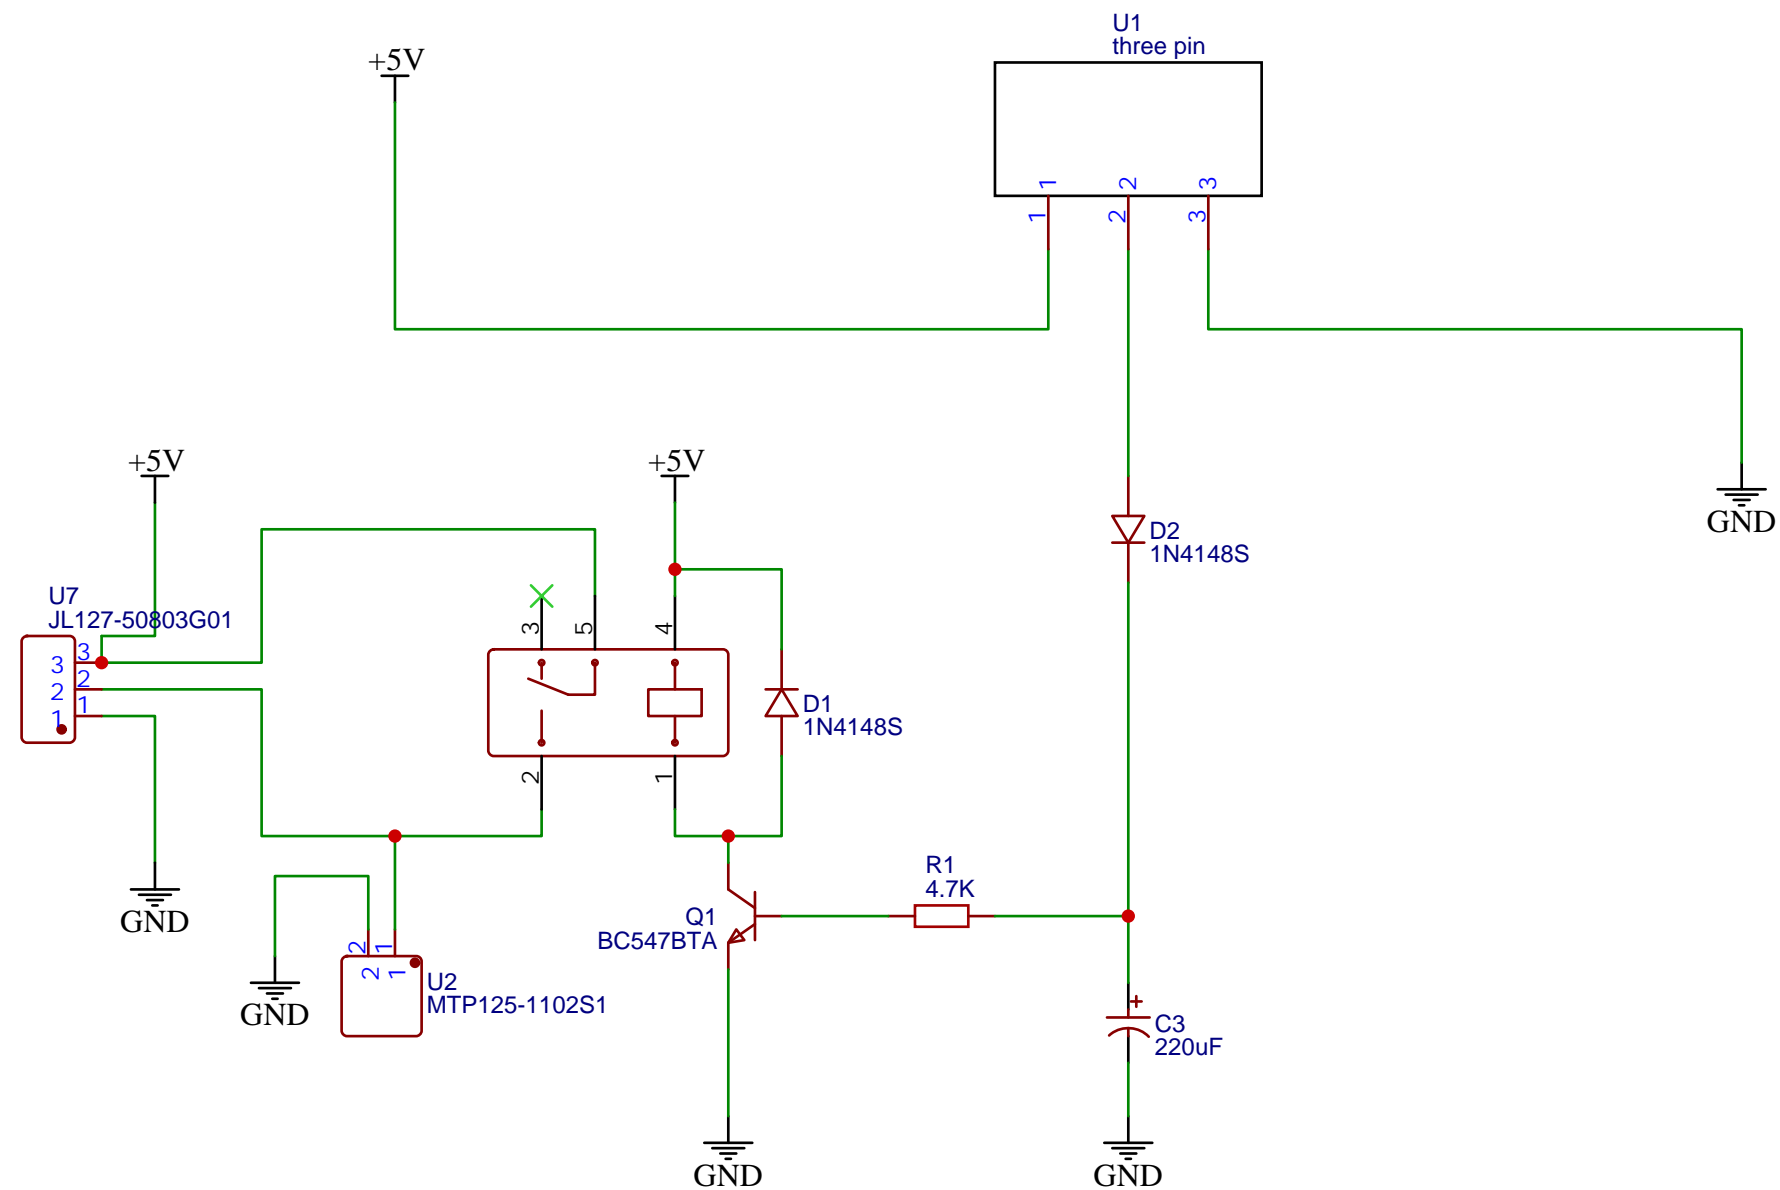 U1
three pin
+5V
1 2 3
1 2 3
+5V
+5V
GND
D2
1N4148S
U7
JL127-50803G01
3 5 4
3 3
2 2
1 1
D1
1N4148S
2 1
R1
4.7K
Q1
BC547BTA
GND
2 1
2 1
U2
MTP125-1102S1
GND
+
C3
220uF
GND
GND